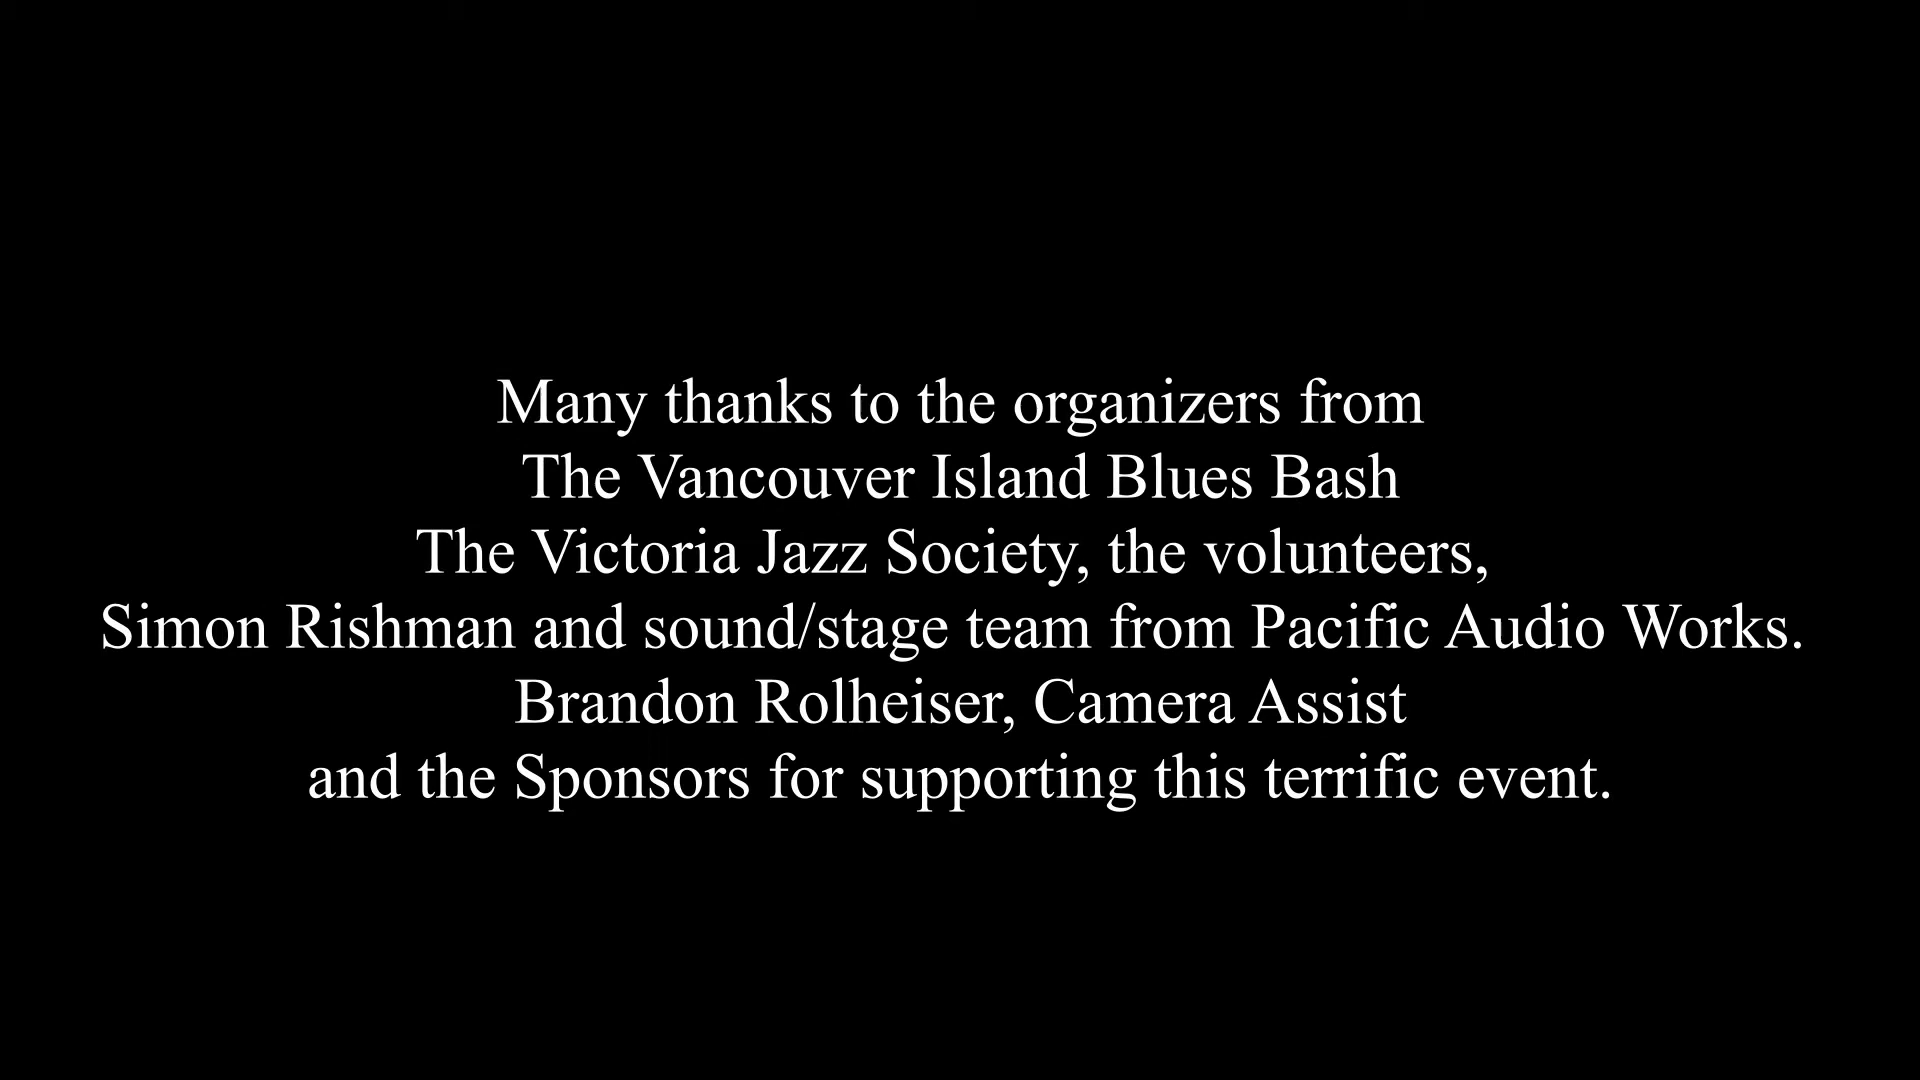 Many thanks to the organizers from
The Vancouver Island Blues Bash
The Victoria Jazz Society, the volunteers,
Simon Rishman and sound/stage team from Pacific Audio Works.
Brandon Rolheiser, Camera Assist
and the Sponsors for supporting this terrific event.